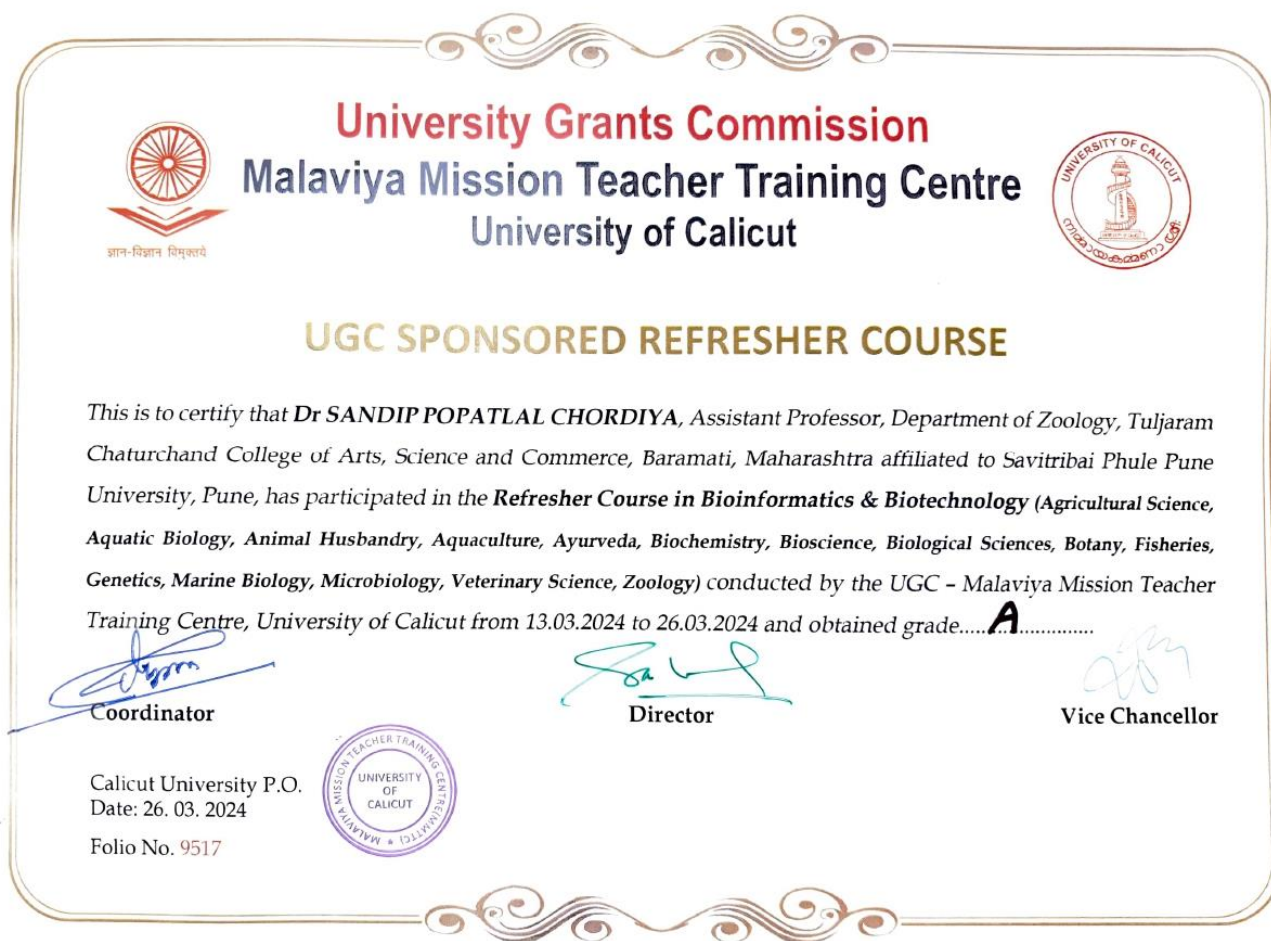 University Grants Commission
Malaviya Mission Teacher Training Centre
University of Calicut
ज्ञान-विज्ञान विमुक्तये
UNIVERSITY OF CALICUT
നിർമ്മായകർമ്മണാ ശ്രീഃ
UGC SPONSORED REFRESHER COURSE
This is to certify that Dr SANDIP POPATLAL CHORDIYA, Assistant Professor, Department of Zoology, Tuljaram
Chaturchand College of Arts, Science and Commerce, Baramati, Maharashtra affiliated to Savitribai Phule Pune
University, Pune, has participated in the Refresher Course in Bioinformatics & Biotechnology (Agricultural Science,
Aquatic Biology, Animal Husbandry, Aquaculture, Ayurveda, Biochemistry, Bioscience, Biological Sciences, Botany, Fisheries,
Genetics, Marine Biology, Microbiology, Veterinary Science, Zoology) conducted by the UGC – Malaviya Mission Teacher
Training Centre, University of Calicut from 13.03.2024 to 26.03.2024 and obtained grade.....A.............
Coordinator
Director
Vice Chancellor
MALAVIYA MISSION TEACHER TRAINING CENTRE(MMTTC)
UNIVERSITY
OF
CALICUT
Calicut University P.O.
Date: 26. 03. 2024
Folio No. 9517